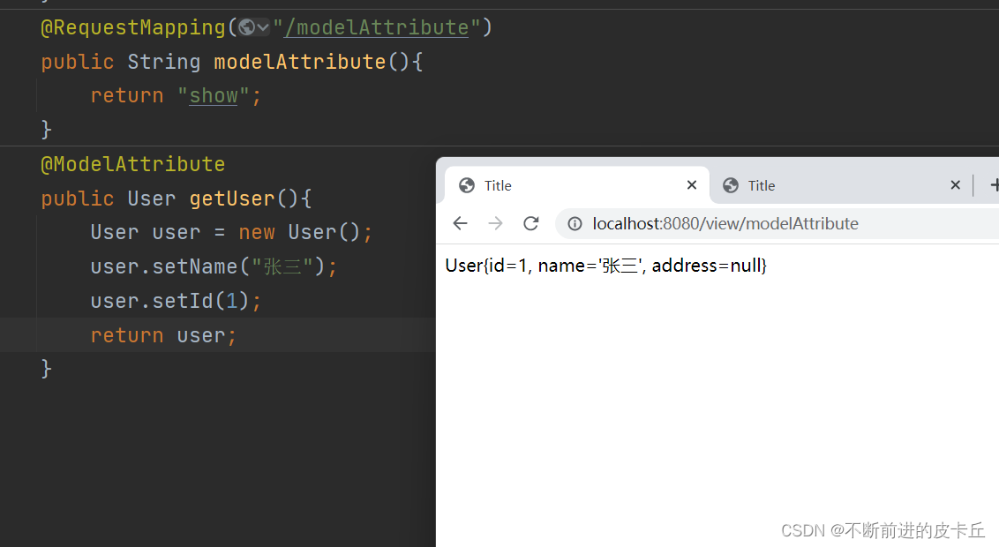 @RequestMapping("/modelAttribute")
public String modelAttribute(){
return "show";
}
@ModelAttribute
public User getUser(){
User user = new User();
user.setName("张三");
user.setId(1);
return user;
}
Title
Title
localhost:8080/view/modelAttribute
User{id=1, name='张三', address=null}
CSDN @不断前进的皮卡丘